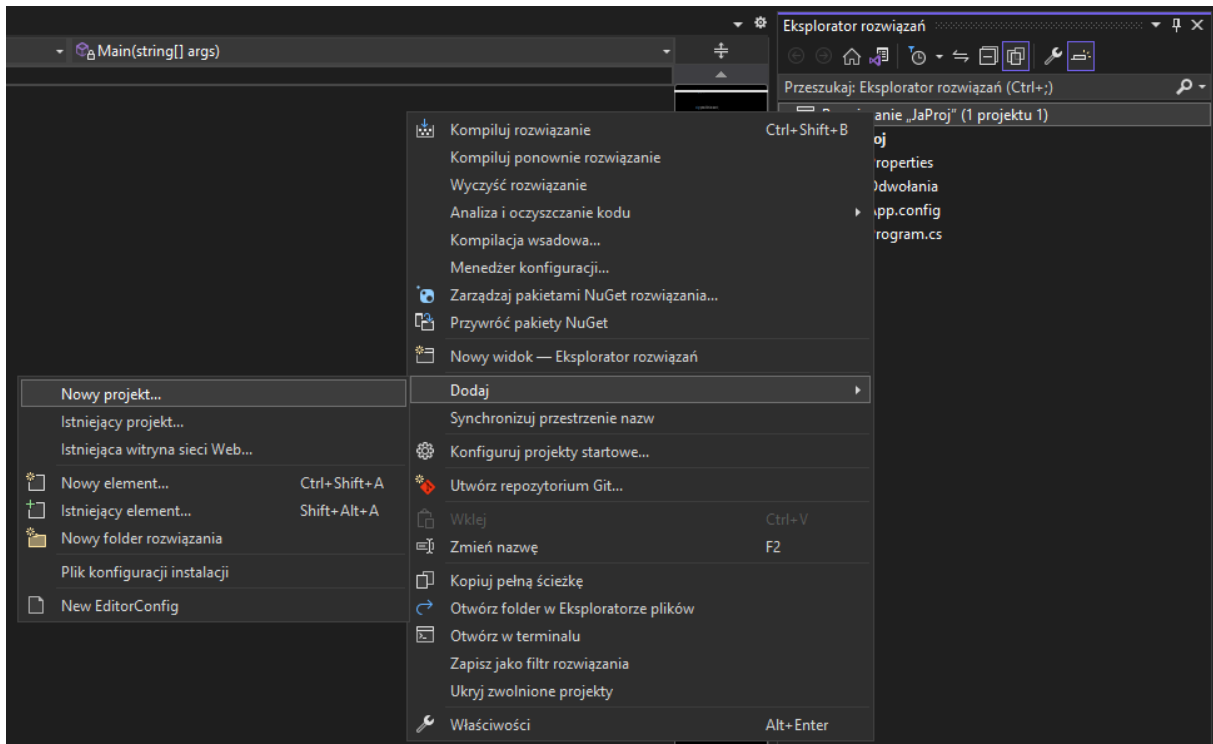 Eksplorator rozwiązań
Main(string[] args)
Przeszukaj: Eksplorator rozwiązań (Ctrl+;)
anie „JaProj” (1 projektu 1)
oj
roperties
Odwołania
App.config
rogram.cs
Kompiluj rozwiązanie Ctrl+Shift+B
Kompiluj ponownie rozwiązanie
Wyczyść rozwiązanie
Analiza i oczyszczanie kodu
Kompilacja wsadowa...
Menedżer konfiguracji...
Zarządzaj pakietami NuGet rozwiązania...
Przywróć pakiety NuGet
Nowy widok — Eksplorator rozwiązań
Dodaj
Synchronizuj przestrzenie nazw
Konfiguruj projekty startowe...
Utwórz repozytorium Git...
Wklej Ctrl+V
Zmień nazwę F2
Kopiuj pełną ścieżkę
Otwórz folder w Eksploratorze plików
Otwórz w terminalu
Zapisz jako filtr rozwiązania
Ukryj zwolnione projekty
Właściwości Alt+Enter
Nowy projekt...
Istniejący projekt...
Istniejąca witryna sieci Web...
Nowy element... Ctrl+Shift+A
Istniejący element... Shift+Alt+A
Nowy folder rozwiązania
Plik konfiguracji instalacji
New EditorConfig